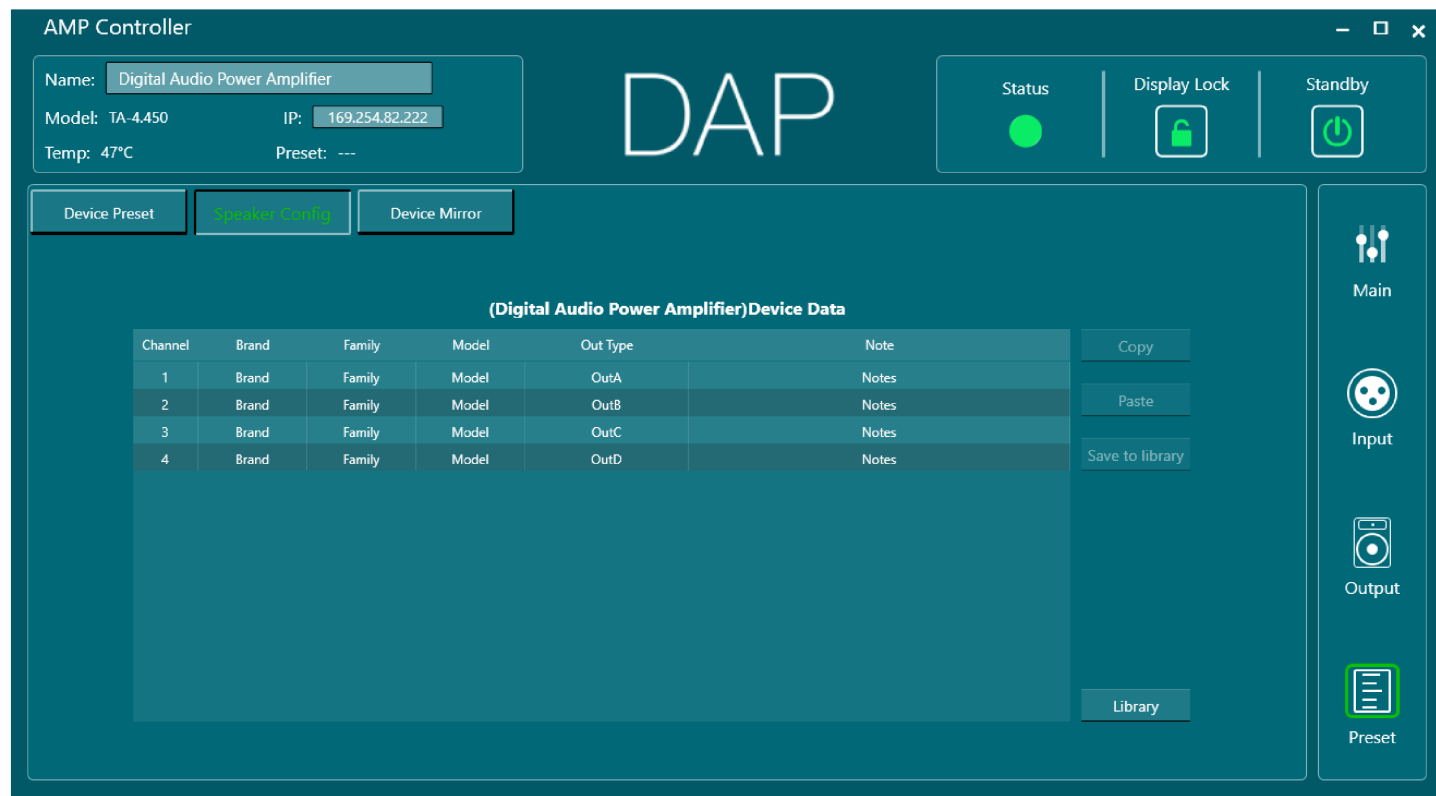 AMP Controller
Name: Digital Audio Power Amplifier
Model: TA-4.450 IP: 169.254.82.222
Temp: 47°C Preset: ---
DAP
Status Display Lock Standby
Device Preset Speaker Config Device Mirror
(Digital Audio Power Amplifier)Device Data
Channel Brand Family Model Out Type Note
1 Brand Family Model OutA Notes
2 Brand Family Model OutB Notes
3 Brand Family Model OutC Notes
4 Brand Family Model OutD Notes
Copy
Paste
Save to library
Library
Main
Input
Output
Preset